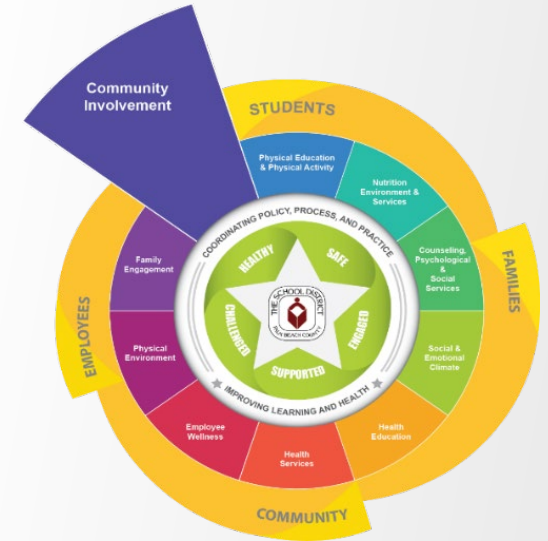 Community
Involvement
STUDENTS
Physical Education
& Physical Activity
Nutrition
Environment &
Services
Counseling,
Psychological
&
Social
Services
FAMILIES
Social &
Emotional
Climate
Health
Education
Health
Services
Employee
Wellness
Physical
Environment
Family
Engagement
EMPLOYEES
COMMUNITY
COORDINATING POLICY, PROCESS, AND PRACTICE
IMPROVING LEARNING AND HEALTH
HEALTHY
SAFE
ENGAGED
SUPPORTED
CHALLENGED
THE SCHOOL DISTRICT
PALM BEACH COUNTY